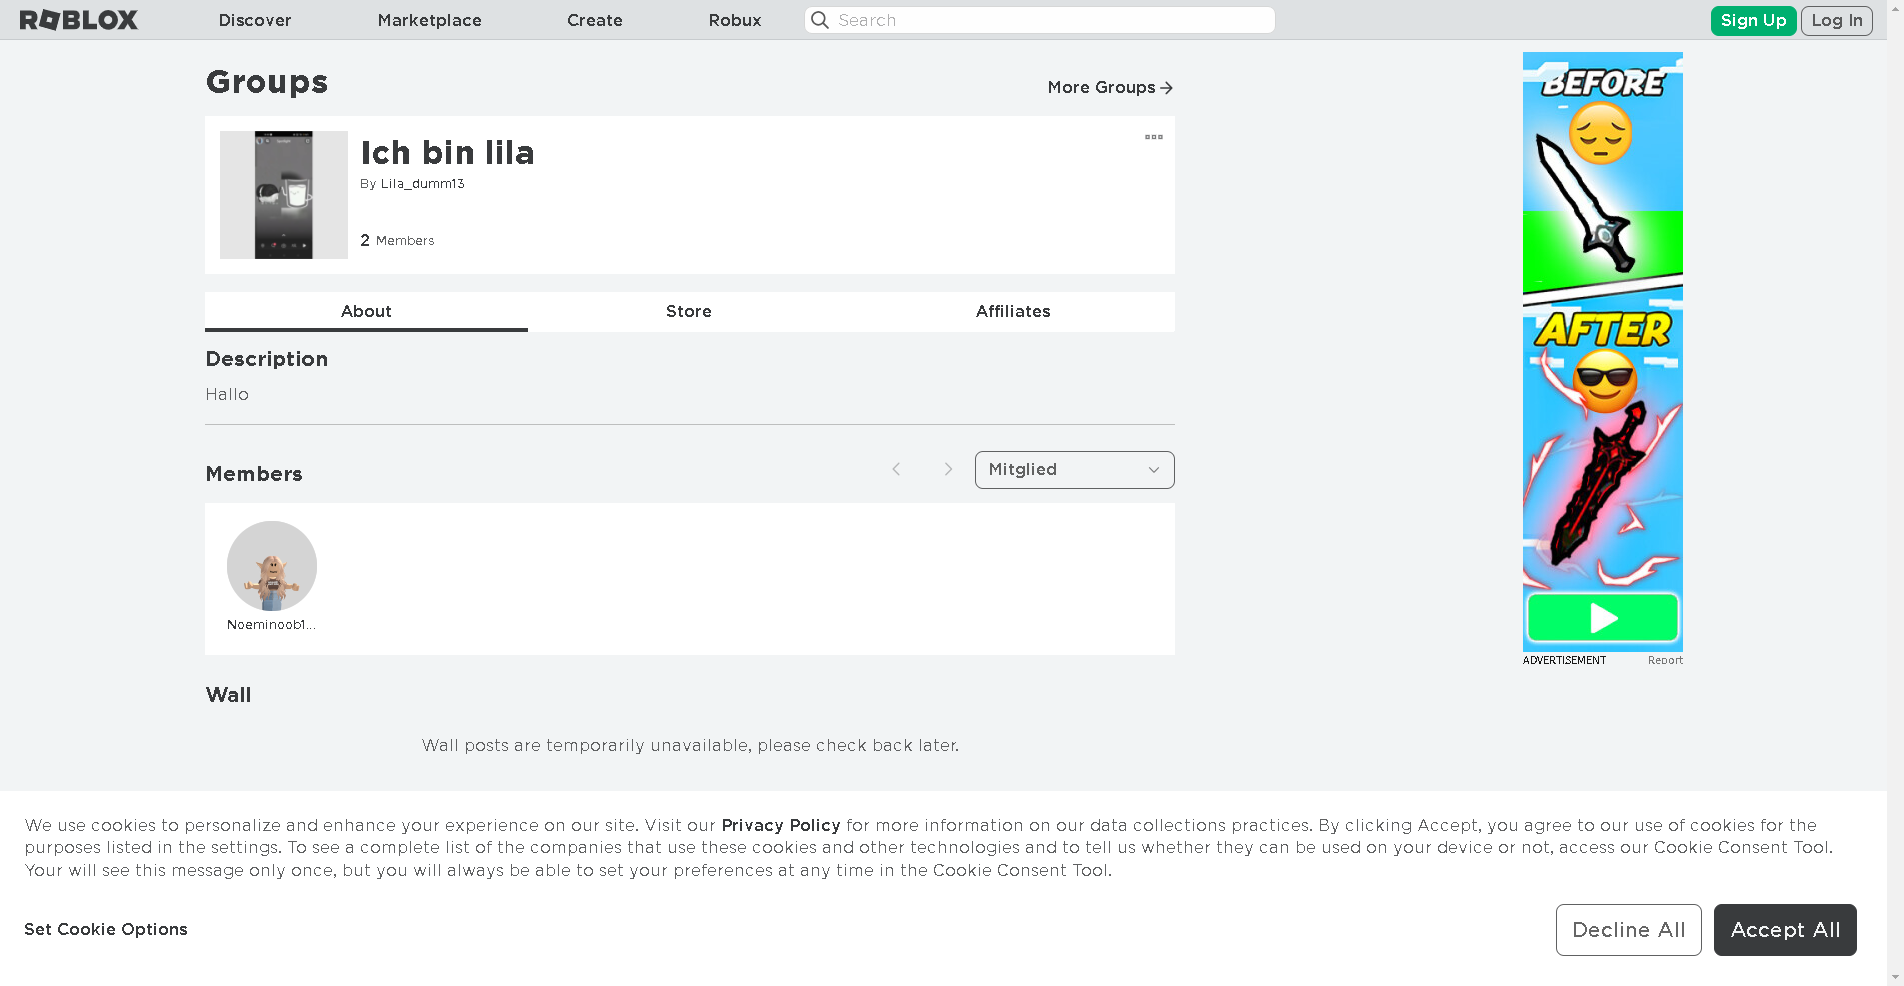 ROBLOX Discover Marketplace Create Robux Search Sign Up Log In
Groups
More Groups
Ich bin lila
By Lila_dumm13
2 Members
About Store Affiliates
Description
Hallo
Members
Mitglied
Noeminoob1...
Wall
Wall posts are temporarily unavailable, please check back later.
BEFORE
AFTER
ADVERTISEMENT Report
We use cookies to personalize and enhance your experience on our site. Visit our Privacy Policy for more information on our data collections practices. By clicking Accept, you agree to our use of cookies for the
purposes listed in the settings. To see a complete list of the companies that use these cookies and other technologies and to tell us whether they can be used on your device or not, access our Cookie Consent Tool.
Your will see this message only once, but you will always be able to set your preferences at any time in the Cookie Consent Tool.
Set Cookie Options
Decline All Accept All